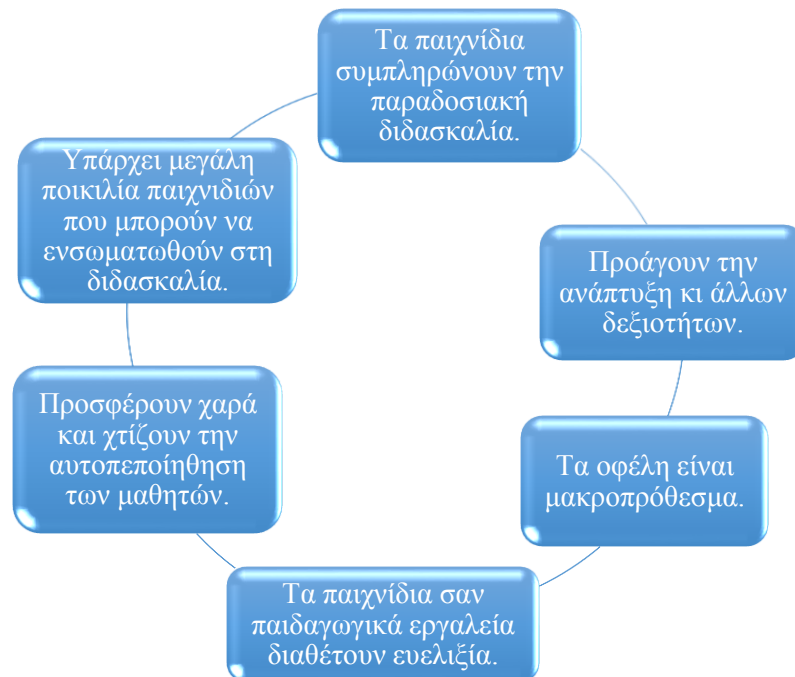 Τα παιχνίδια
συμπληρώνουν την
παραδοσιακή
διδασκαλία.
Προάγουν την
ανάπτυξη κι άλλων
δεξιοτήτων.
Τα οφέλη είναι
μακροπρόθεσμα.
Τα παιχνίδια σαν
παιδαγωγικά εργαλεία
διαθέτουν ευελιξία.
Προσφέρουν χαρά
και χτίζουν την
αυτοπεποίηθηση
των μαθητών.
Υπάρχει μεγάλη
ποικιλία παιχνιδιών
που μπορούν να
ενσωματωθούν στη
διδασκαλία.